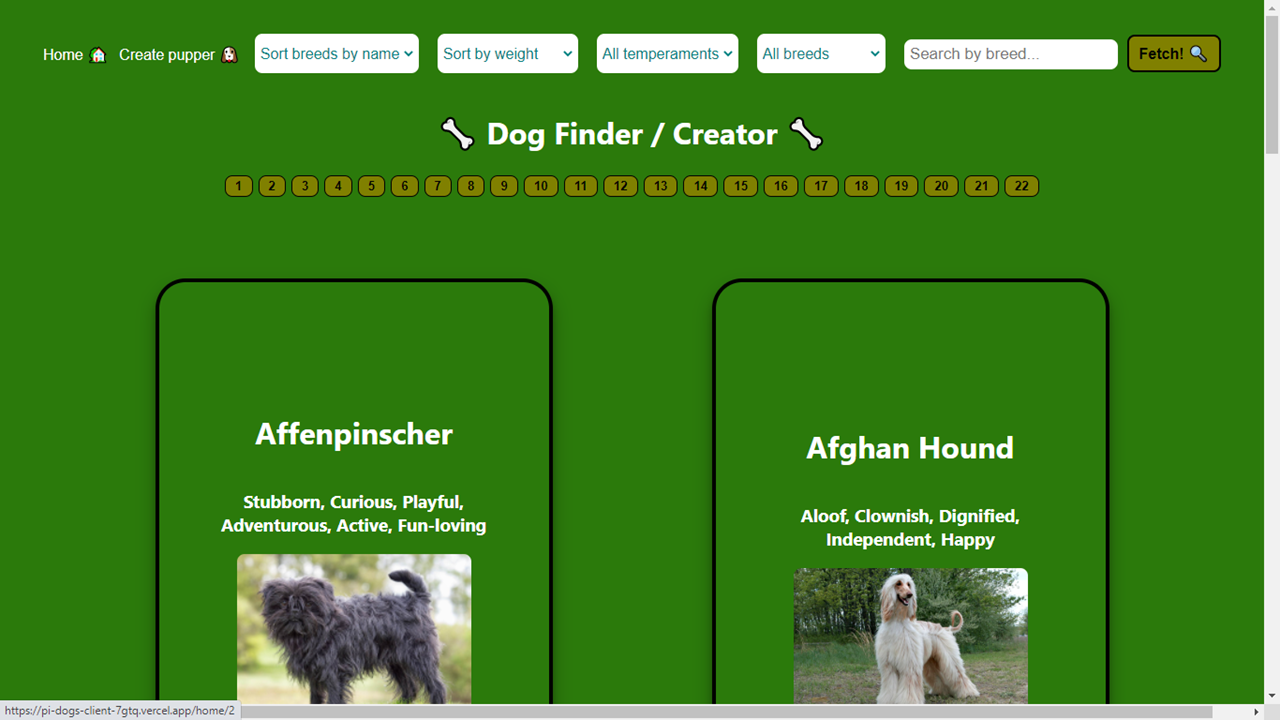 Home Create pupper Sort breeds by name Sort by weight All temperaments All breeds Search by breed... Fetch!
Dog Finder / Creator
1 2 3 4 5 6 7 8 9 10 11 12 13 14 15 16 17 18 19 20 21 22
Affenpinscher
Stubborn, Curious, Playful,
Adventurous, Active, Fun-loving
Afghan Hound
Aloof, Clownish, Dignified,
Independent, Happy
https://pi-dogs-client-7gtq.vercel.app/home/2